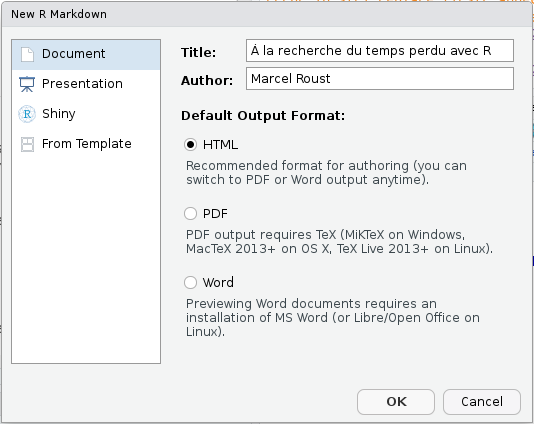 New R Markdown
Document
Presentation
Shiny
From Template
Title:
À la recherche du temps perdu avec R
Author:
Marcel Roust
Default Output Format:
HTML
Recommended format for authoring (you can
switch to PDF or Word output anytime).
PDF
PDF output requires TeX (MiKTeX on Windows,
MacTeX 2013+ on OS X, TeX Live 2013+ on Linux).
Word
Previewing Word documents requires an
installation of MS Word (or Libre/Open Office on
Linux).
OK
Cancel